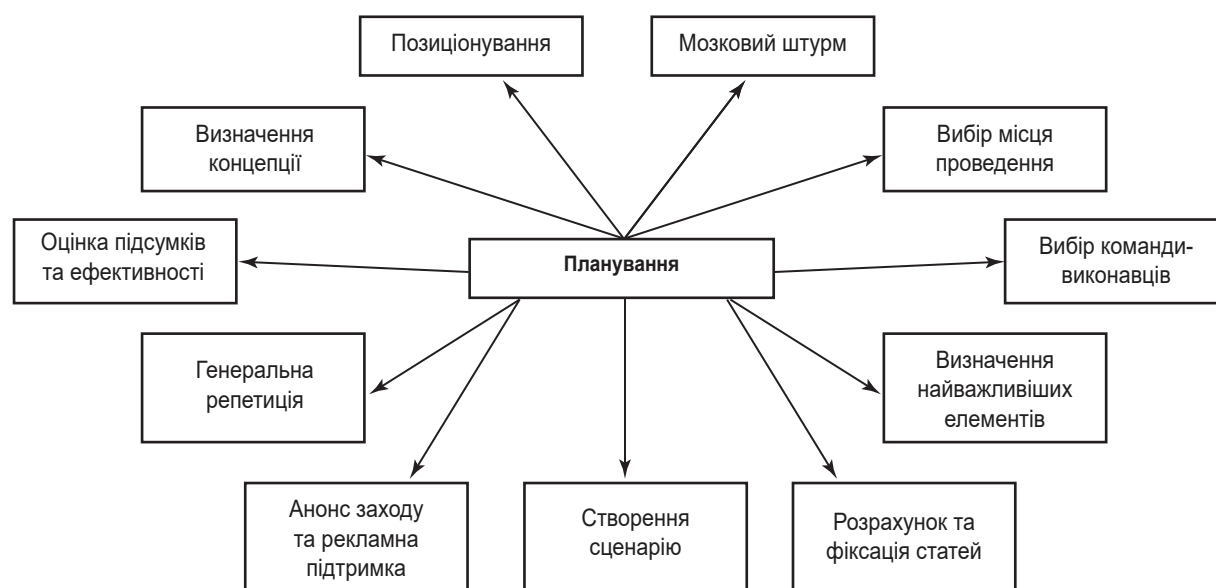 Позиціонування
Мозковий штурм
Визначення
концепції
Вибір місця
проведення
Оцінка підсумків
та ефективності
Планування
Вибір команди-
виконавців
Генеральна
репетиція
Визначення
найважливіших
елементів
Анонс заходу
та рекламна
підтримка
Створення
сценарію
Розрахунок та
фіксація статей